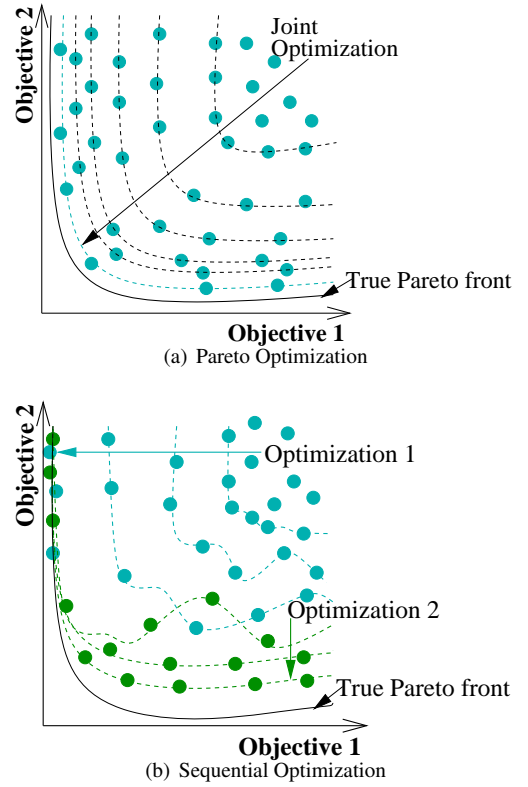 Objective 2
Joint
Optimization
True Pareto front
Objective 1
(a) Pareto Optimization
Objective 2
Optimization 1
Optimization 2
True Pareto front
Objective 1
(b) Sequential Optimization